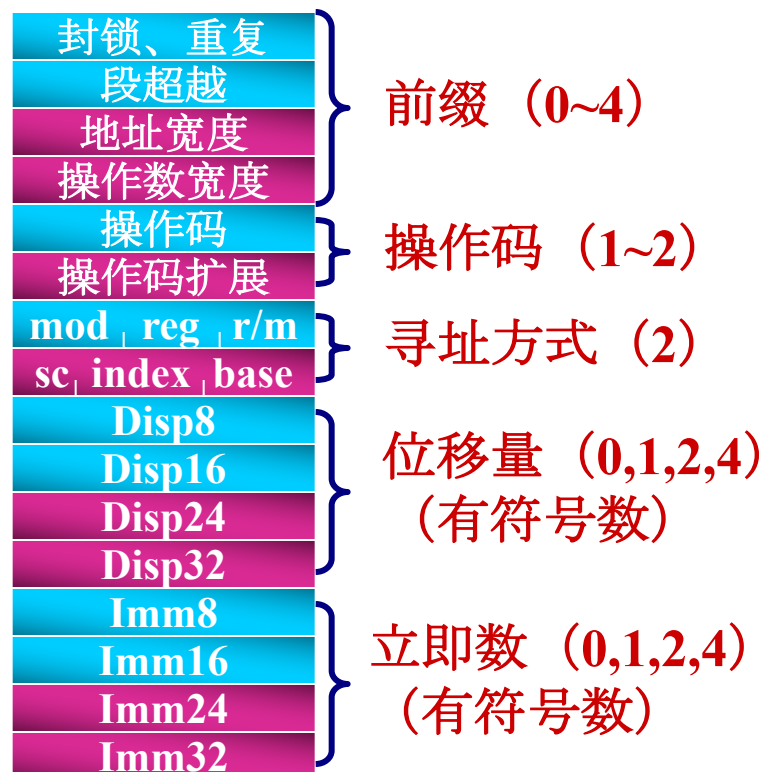 封锁、重复
段超越
地址宽度
操作数宽度
前缀（0~4）
操作码
操作码扩展
操作码（1~2）
mod | reg | r/m
sc | index | base
寻址方式（2）
Disp8
Disp16
Disp24
Disp32
位移量（0,1,2,4）
（有符号数）
Imm8
Imm16
Imm24
Imm32
立即数（0,1,2,4）
（有符号数）